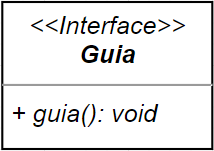 <<Interface>>
Guia
+ guia(): void